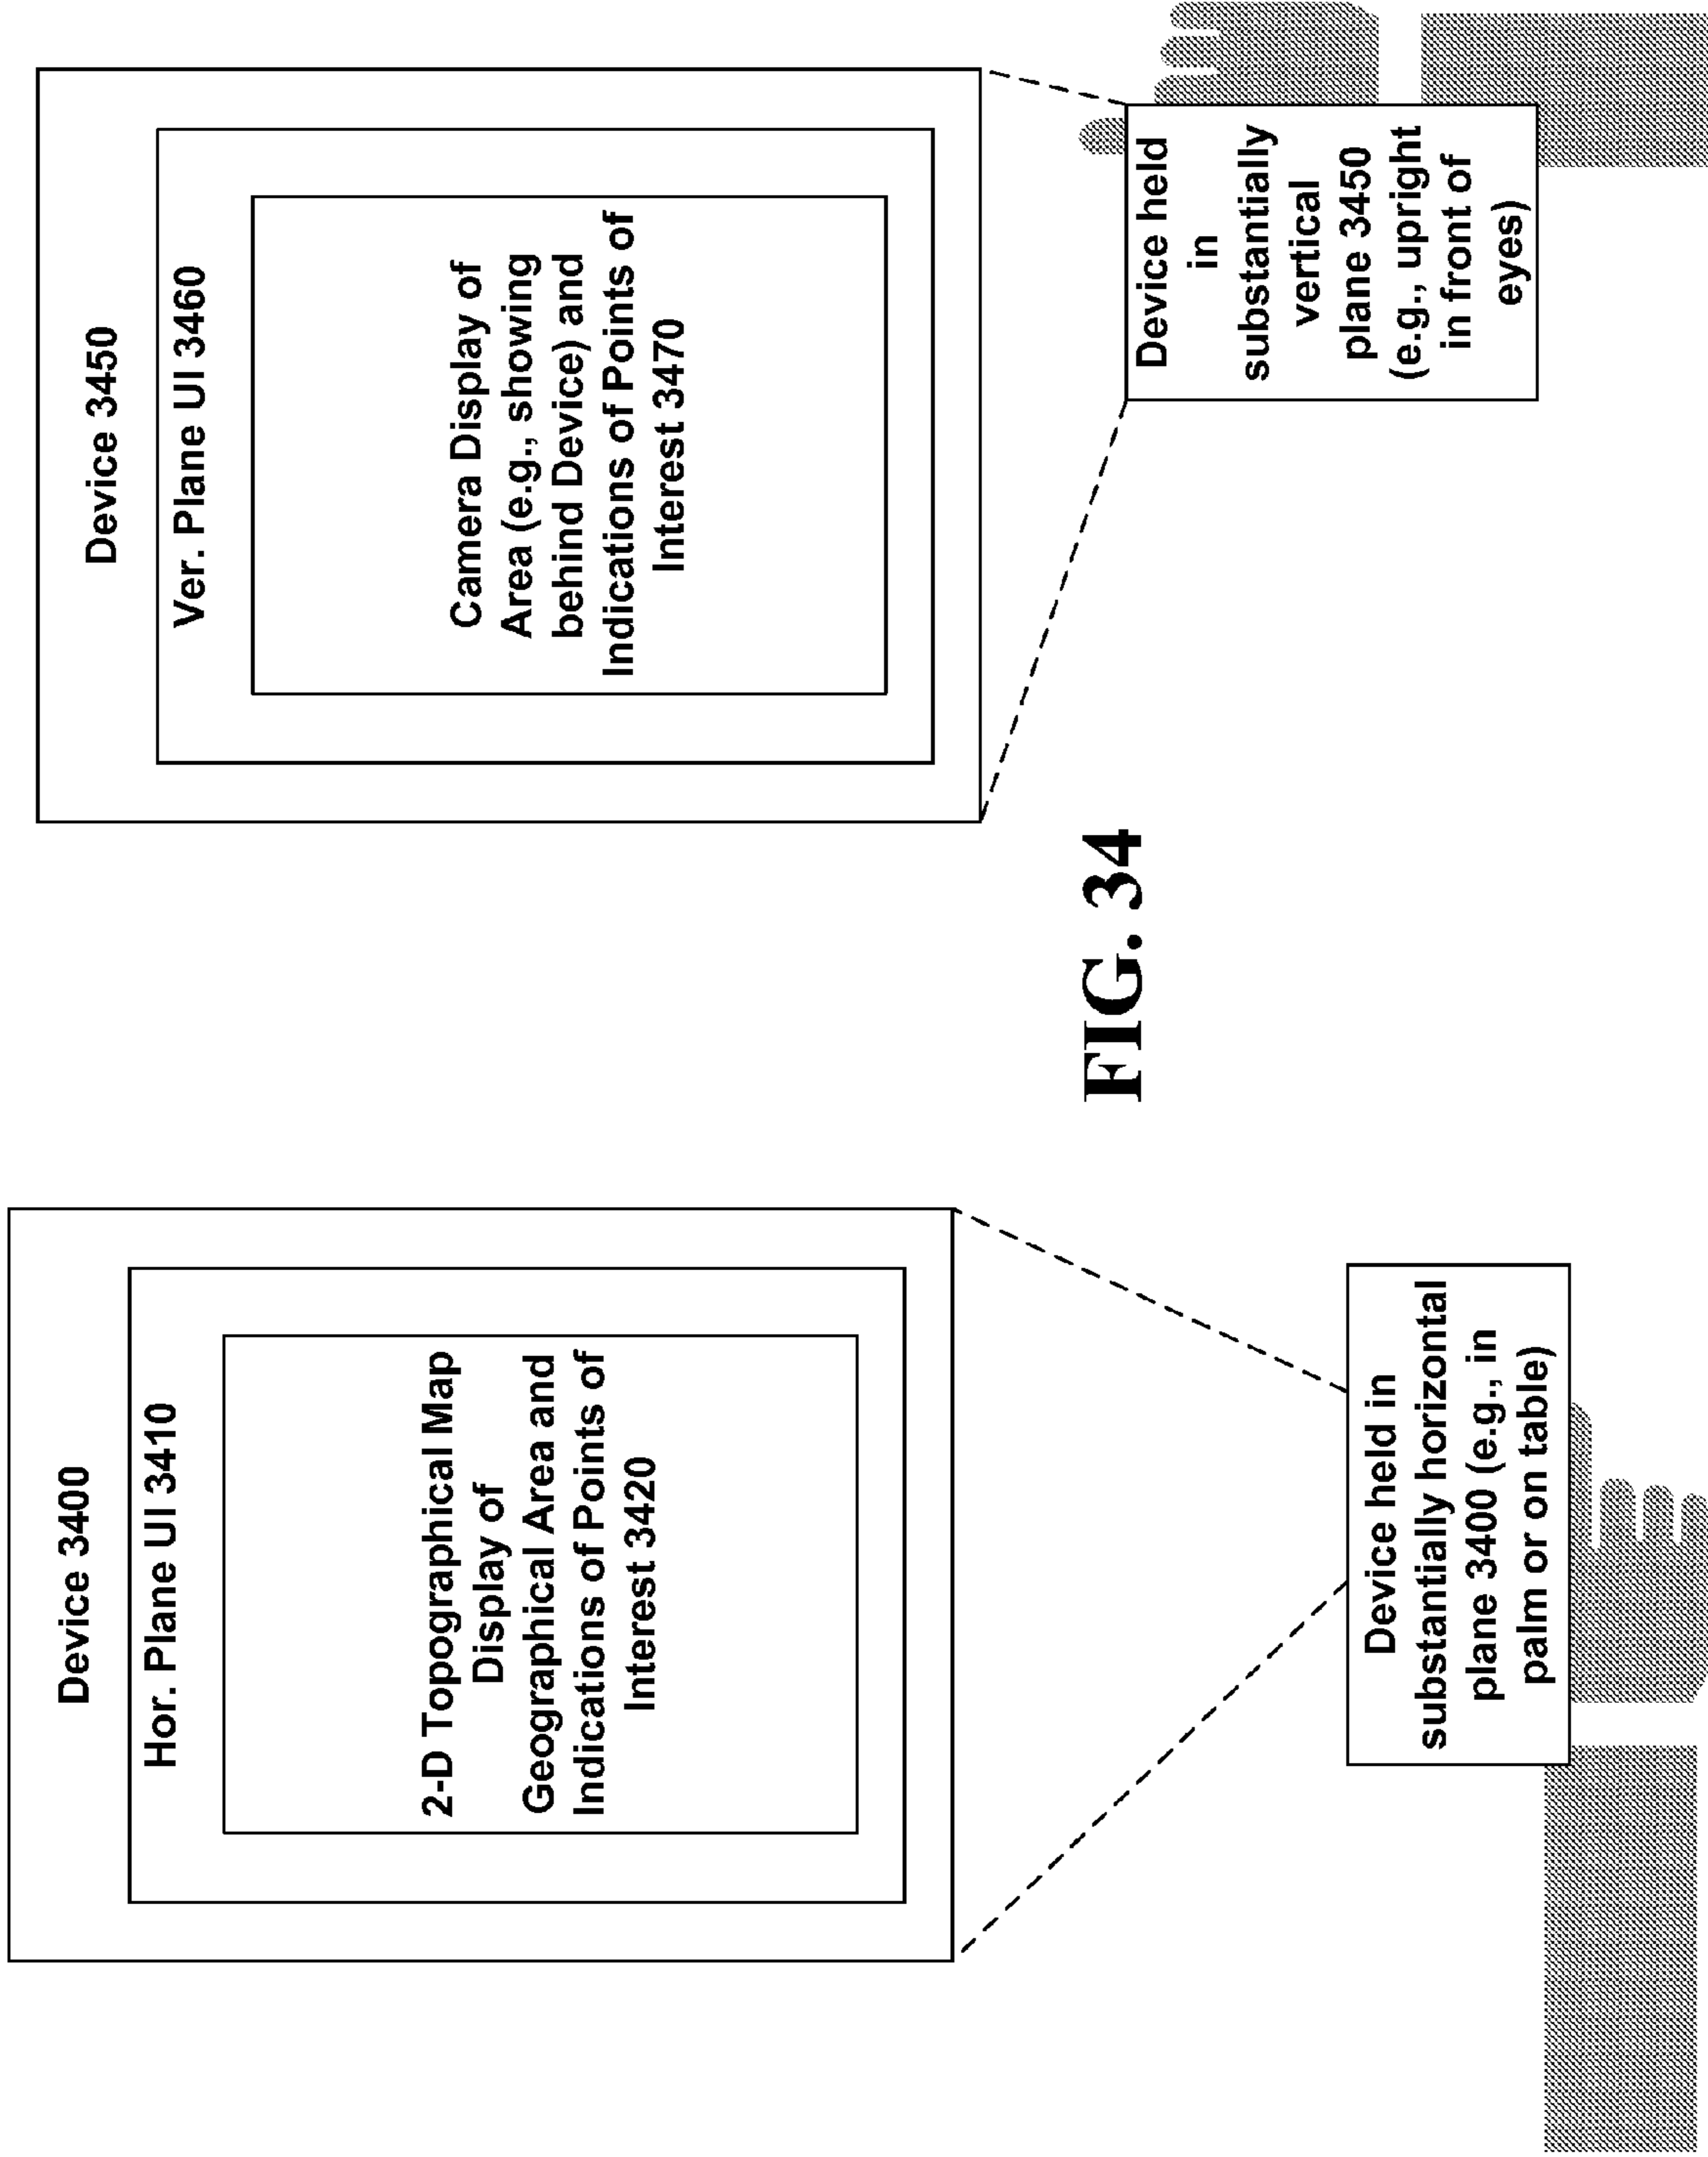 Device 3400
Hor. Plane UI 3410
2-D Topographical Map
Display of
Geographical Area and
Indications of Points of
Interest 3420
Device held in
substantially horizontal
plane 3400 (e.g., in
palm or on table)
Device 3450
Ver. Plane UI 3460
Camera Display of
Area (e.g., showing
behind Device) and
Indications of Points of
Interest 3470
Device held
in
substantially
vertical
plane 3450
(e.g., upright
in front of
eyes)
FIG. 34